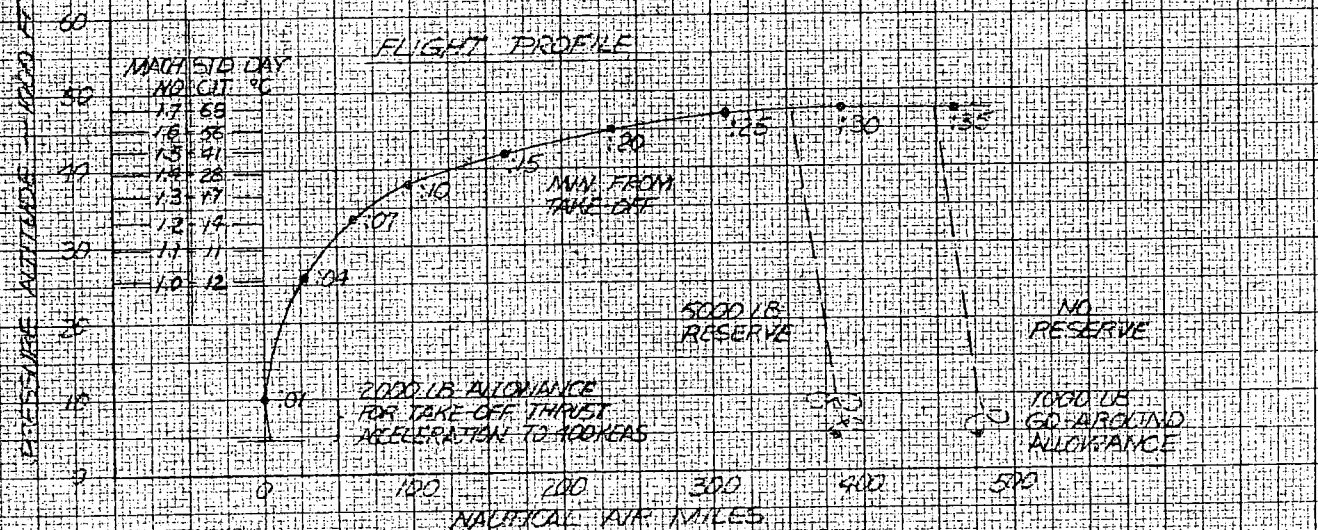 PRESSURE ALTITUDE — 1000 FT
60
50
40
30
20
10
0
FLIGHT PROFILE
MACH STD DAY
NO CIT °C
1.7 68
1.6 56
1.5 41
1.4 28
1.3 17
1.2 14
1.1 11
1.0 12
:01
:04
:07
:10
:15
:20
:25
:30
:35
MIN. FROM
TAKE-OFF
5000 LB
RESERVE
NO
RESERVE
2000 LB ALLOWANCE
FOR TAKE-OFF THRUST
ACCELERATION TO 400 KEAS
1000 LB
GO-AROUND
ALLOWANCE
0 100 200 300 400 500
NAUTICAL AIR MILES